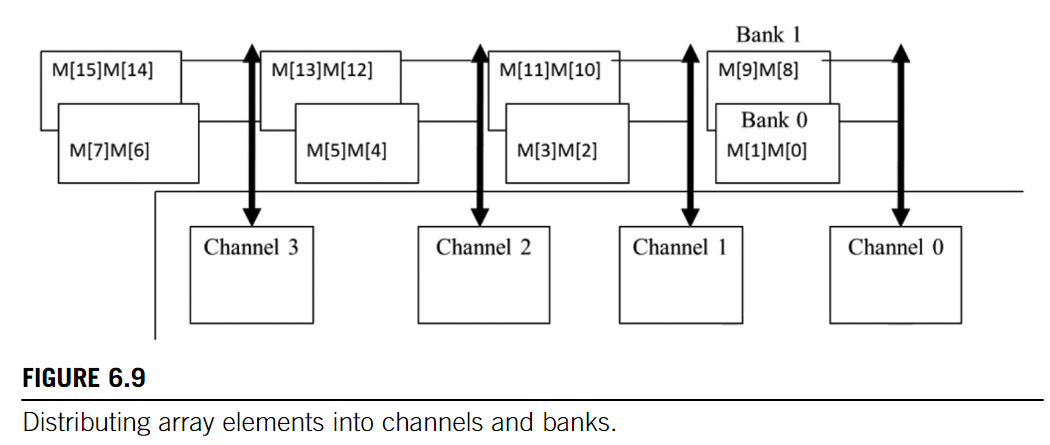 Bank 1
M[15]M[14] M[13]M[12] M[11]M[10] M[9]M[8]
Bank 0
M[7]M[6] M[5]M[4] M[3]M[2] M[1]M[0]
Channel 3 Channel 2 Channel 1 Channel 0
FIGURE 6.9
Distributing array elements into channels and banks.